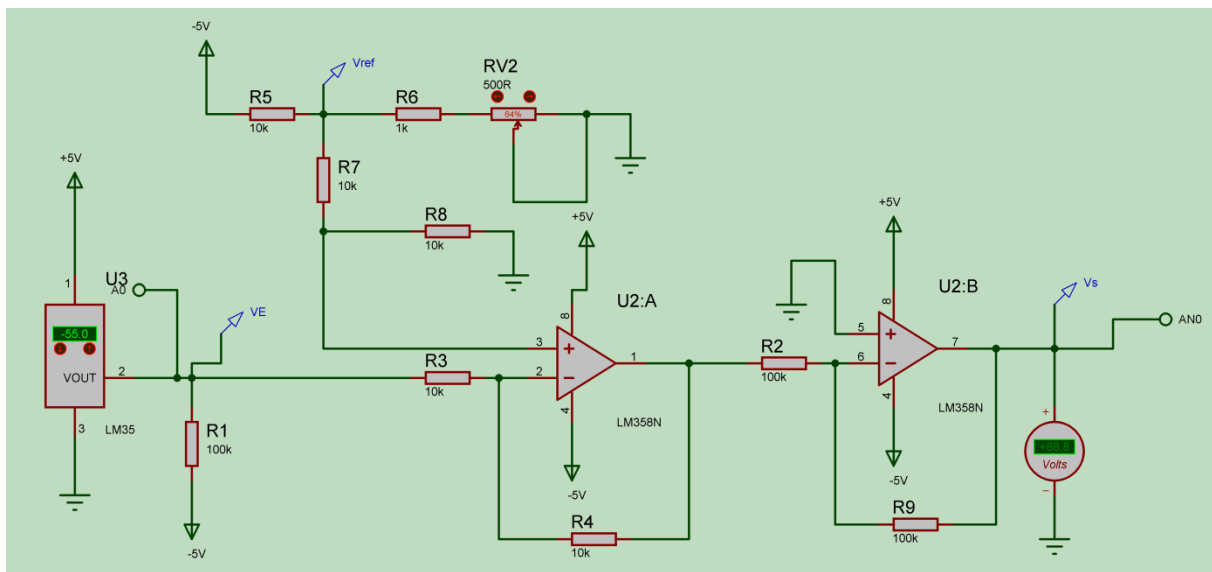 -5V
Vref
RV2
500R
64%
R5
10k
R6
1k
+5V
R7
10k
R8
10k
+5V
+5V
1
U3
A0
VE
U2:A
U2:B
Vs
AN0
-55.0
VOUT
2
3
LM35
R1
100k
-5V
R3
10k
8
3
+
2
−
1
4
LM358N
-5V
R4
10k
R2
100k
8
5
+
6
−
7
4
LM358N
-5V
R9
100k
+
+88.8
Volts
−